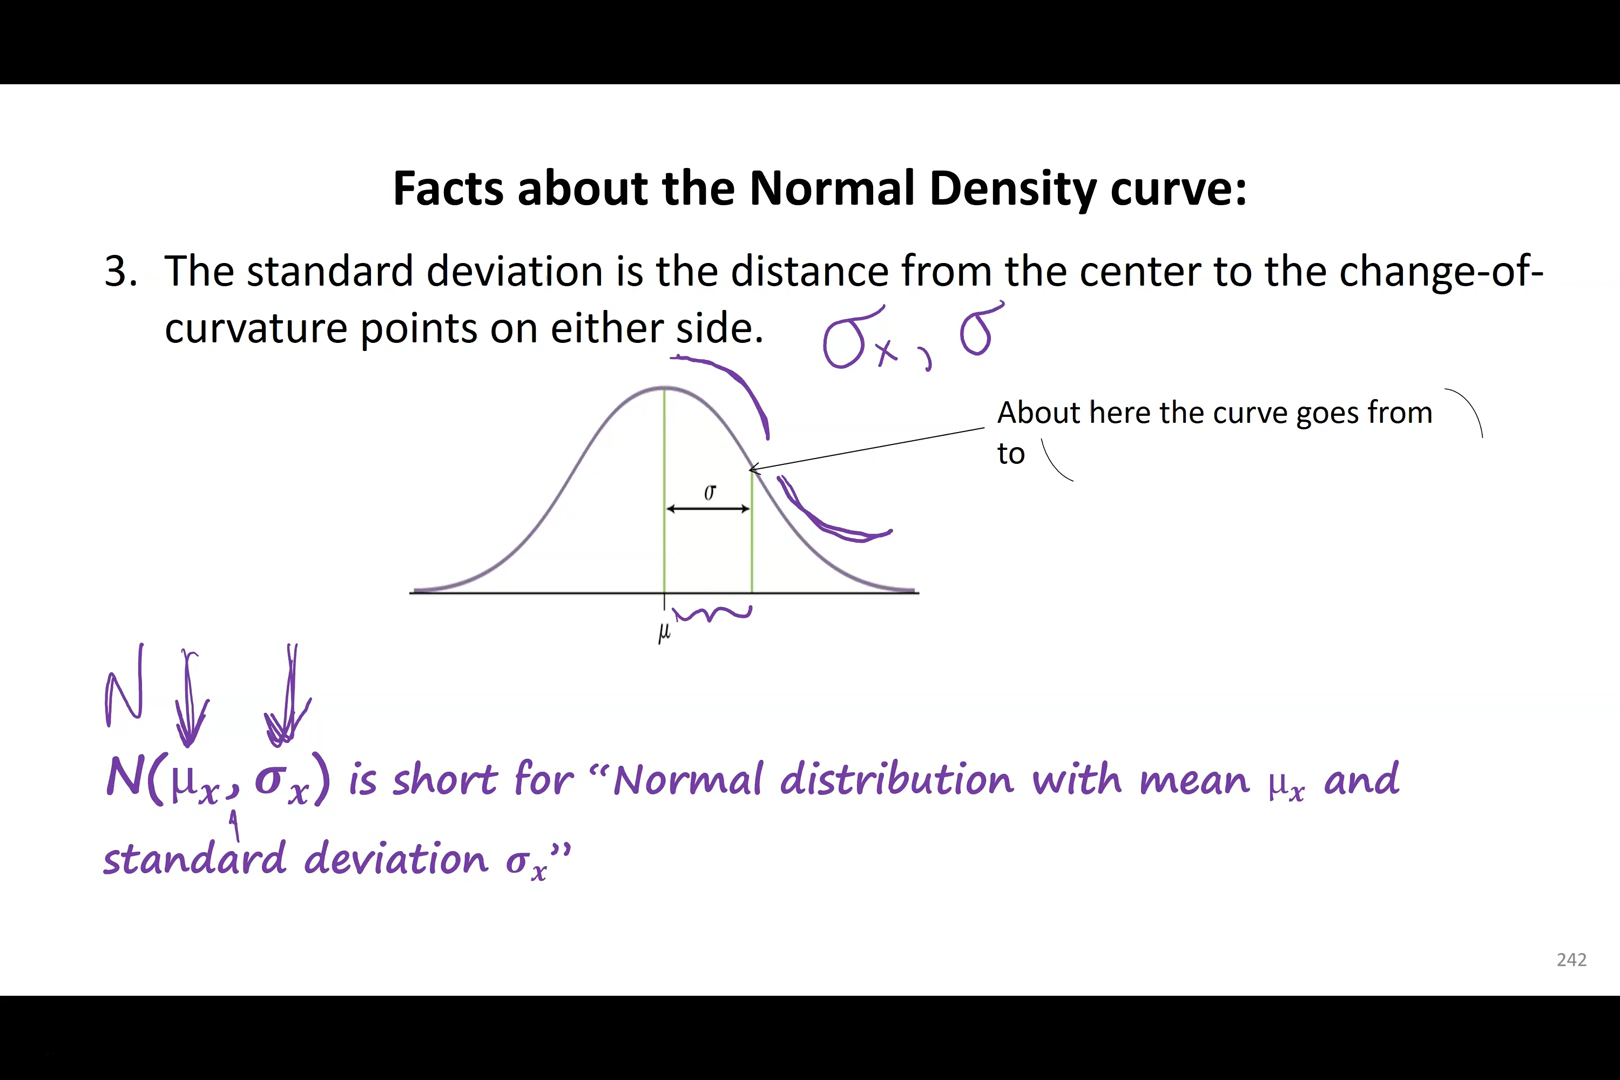 Facts about the Normal Density curve:
3. The standard deviation is the distance from the center to the change-of-
curvature points on either side.
σx, σ
About here the curve goes from
to
σ
μ
N
N(μx, σx) is short for “Normal distribution with mean μx and
standard deviation σx”
242